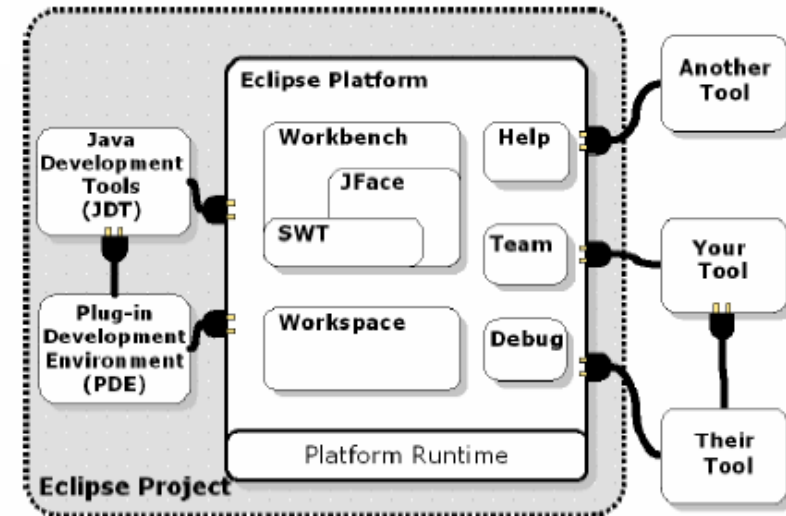 Eclipse Platform
Another
Tool
Java
Development
Tools
(JDT)
Workbench
JFace
SWT
Help
Team
Your
Tool
Plug-in
Development
Environment
(PDE)
Workspace
Debug
Their
Tool
Platform Runtime
Eclipse Project